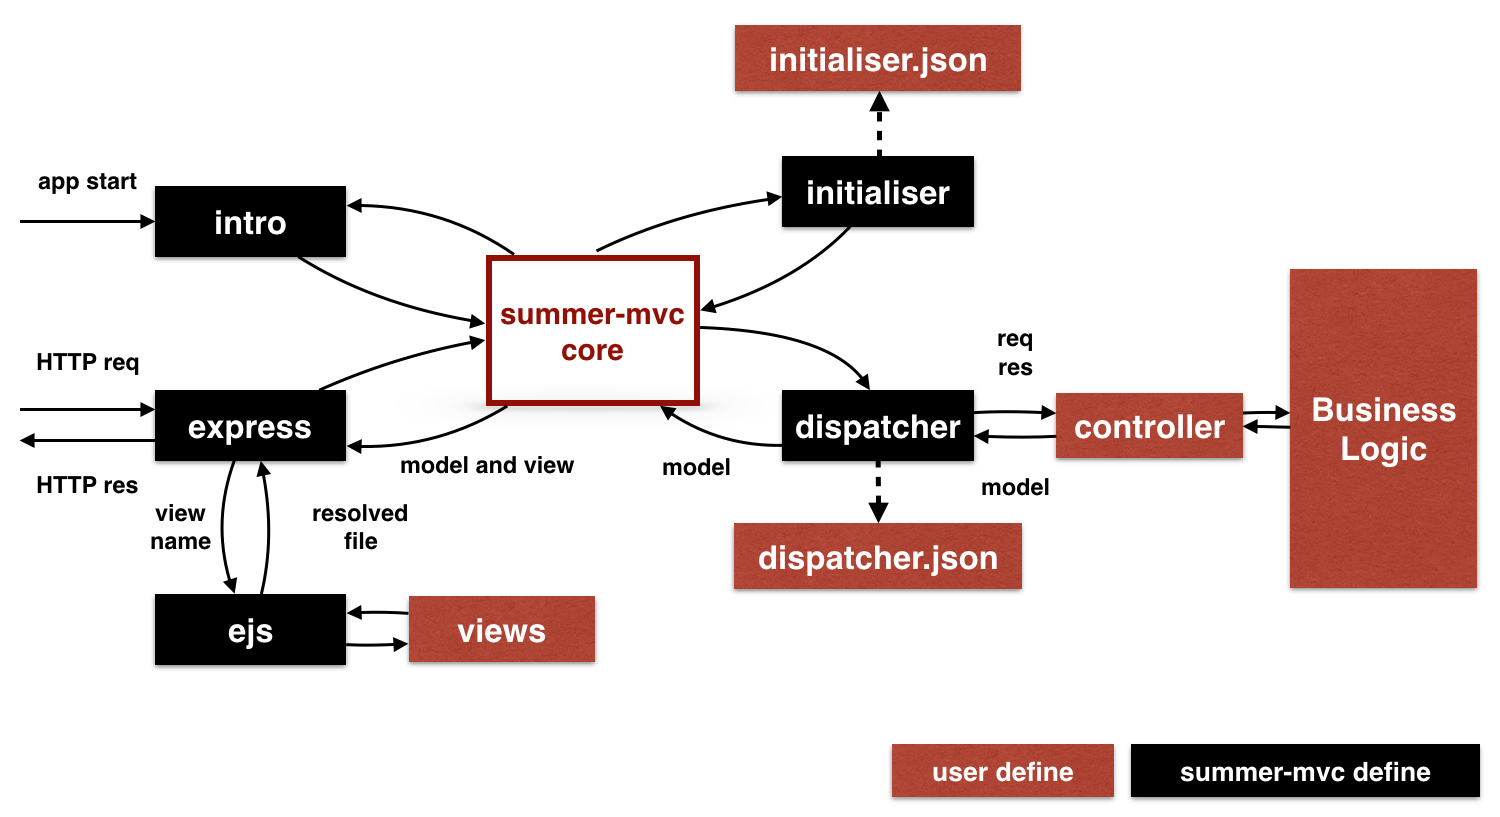 initialiser.json
app start
intro
initialiser
summer-mvc
core
HTTP req
req
res
express
dispatcher
controller
Business
Logic
model and view
model
HTTP res
model
view
name
resolved
file
dispatcher.json
ejs
views
user define
summer-mvc define